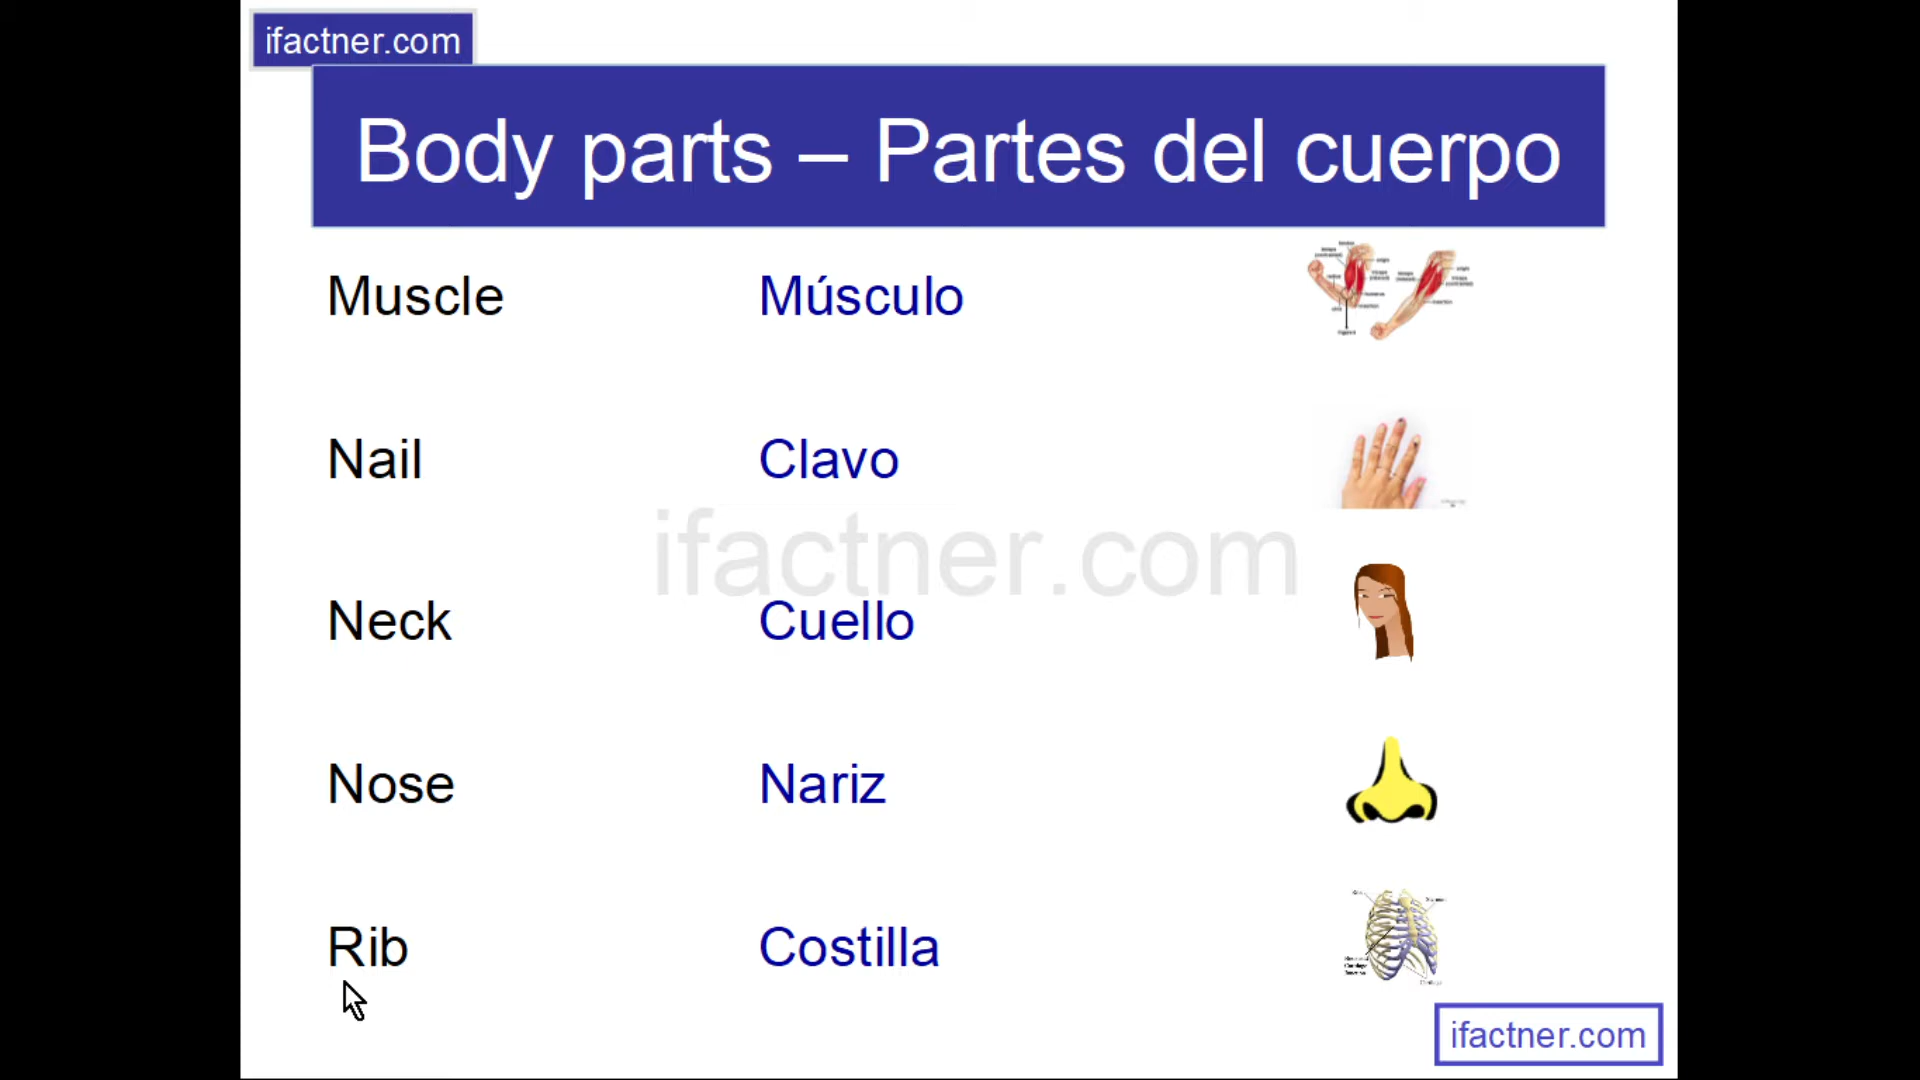 ifactner.com
Body parts – Partes del cuerpo
Muscle Músculo
Nail Clavo
ifactner.com
Neck Cuello
Nose Nariz
Rib Costilla
ifactner.com